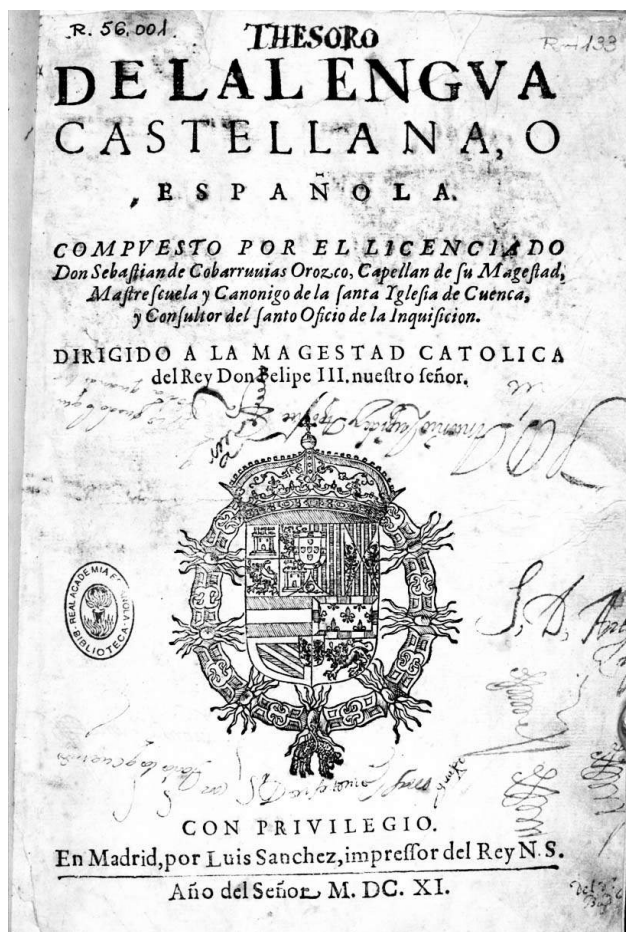 R. 56.001.
R-133
THESORO
DE LA LENGVA
CASTELLANA, O
ESPAÑOLA.
COMPVESTO POR EL LICENCIADO
Don Sebaſtian de Cobarruuias Orozco, Capellan de ſu Mageſtad,
Maſtreſcuela y Canonigo de la ſanta Igleſia de Cuenca,
y Conſultor del ſanto Oficio de la Inquiſicion.
DIRIGIDO A LA MAGESTAD CATOLICA
del Rey Don Felipe III. nueſtro ſeñor.
REAL ACADEMIA ESPAÑOLA
BIBLIOTECA
CON PRIVILEGIO.
En Madrid, por Luis Sanchez, impreſſor del Rey N. S.
Año del Señor M. DC. XI.